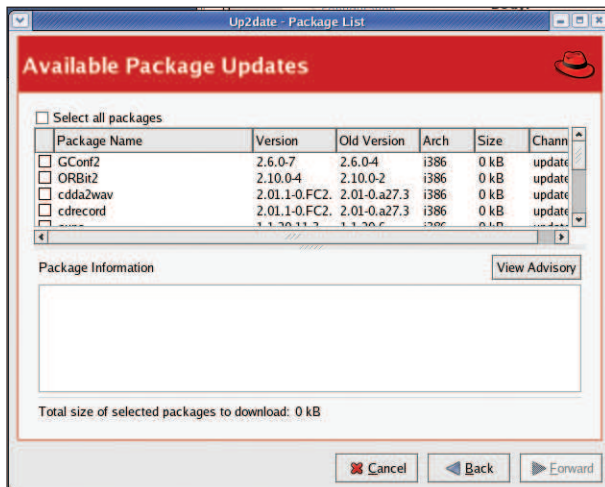 Up2date - Package List
Available Package Updates
Select all packages
Package Name Version Old Version Arch Size Chann
GConf2 2.6.0-7 2.6.0-4 i386 0 kB update
ORBit2 2.10.0-4 2.10.0-2 i386 0 kB update
cdda2wav 2.01.1-0.FC2. 2.01-0.a27.3 i386 0 kB update
cdrecord 2.01.1-0.FC2. 2.01-0.a27.3 i386 0 kB update
Package Information View Advisory
Total size of selected packages to download: 0 kB
Cancel Back Forward